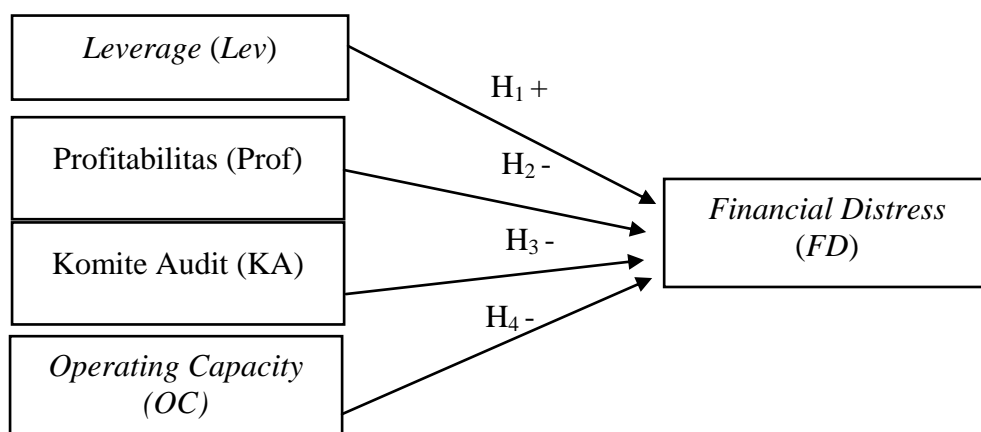 Leverage (Lev)
H1 +
Profitabilitas (Prof)
H2 -
Financial Distress
(FD)
Komite Audit (KA)
H3 -
H4 -
Operating Capacity
(OC)